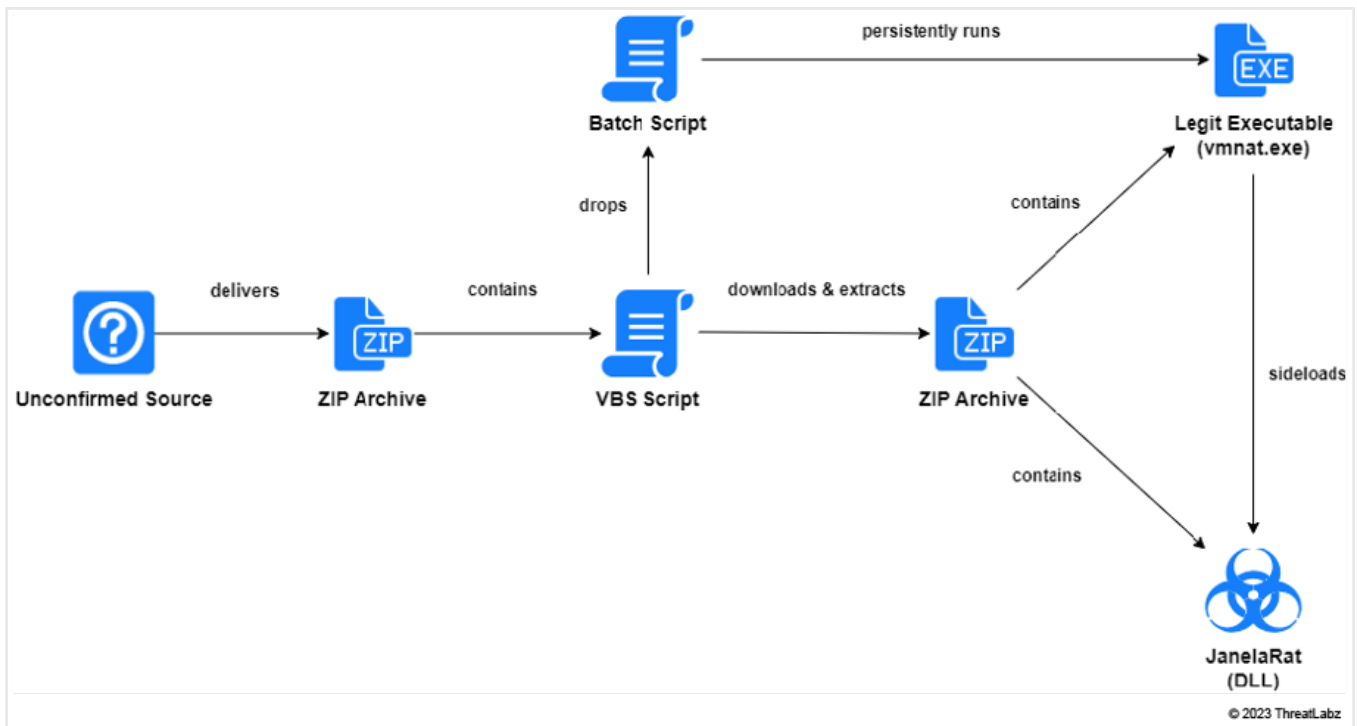 persistently runs
EXE
Batch Script
Legit Executable
(vmnat.exe)
drops
contains
delivers
contains
downloads & extracts
ZIP
ZIP
sideloads
Unconfirmed Source
ZIP Archive
VBS Script
ZIP Archive
contains
JanelaRat
(DLL)
© 2023 ThreatLabz